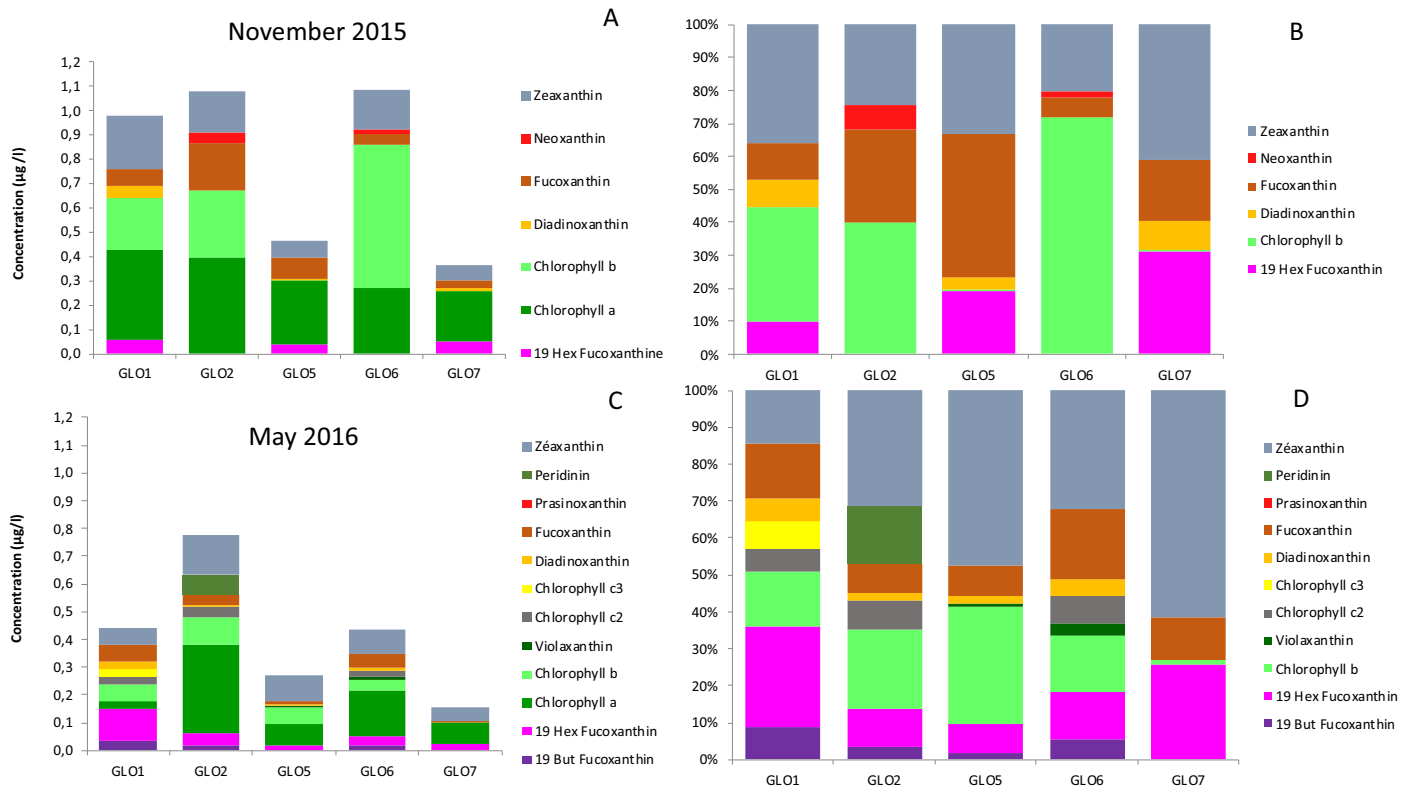 November 2015
A
Concentration (µg /l)
1,2
1,1
1,0
0,9
0,8
0,7
0,6
0,5
0,4
0,3
0,2
0,1
0,0
GLO1 GLO2 GLO5 GLO6 GLO7
Zeaxanthin
Neoxanthin
Fucoxanthin
Diadinoxanthin
Chlorophyll b
Chlorophyll a
19 Hex Fucoxanthine
B
100%
90%
80%
70%
60%
50%
40%
30%
20%
10%
0%
GLO1 GLO2 GLO5 GLO6 GLO7
Zeaxanthin
Neoxanthin
Fucoxanthin
Diadinoxanthin
Chlorophyll b
19 Hex Fucoxanthin
C
May 2016
Concentration (µg/l)
1,2
1,1
1,0
0,9
0,8
0,7
0,6
0,5
0,4
0,3
0,2
0,1
0,0
GLO1 GLO2 GLO5 GLO6 GLO7
Zéaxanthin
Peridinin
Prasinoxanthin
Fucoxanthin
Diadinoxanthin
Chlorophyll c3
Chlorophyll c2
Violaxanthin
Chlorophyll b
Chlorophyll a
19 Hex Fucoxanthin
19 But Fucoxanthin
D
100%
90%
80%
70%
60%
50%
40%
30%
20%
10%
0%
GLO1 GLO2 GLO5 GLO6 GLO7
Zéaxanthin
Peridinin
Prasinoxanthin
Fucoxanthin
Diadinoxanthin
Chlorophyll c3
Chlorophyll c2
Violaxanthin
Chlorophyll b
19 Hex Fucoxanthin
19 But Fucoxanthin